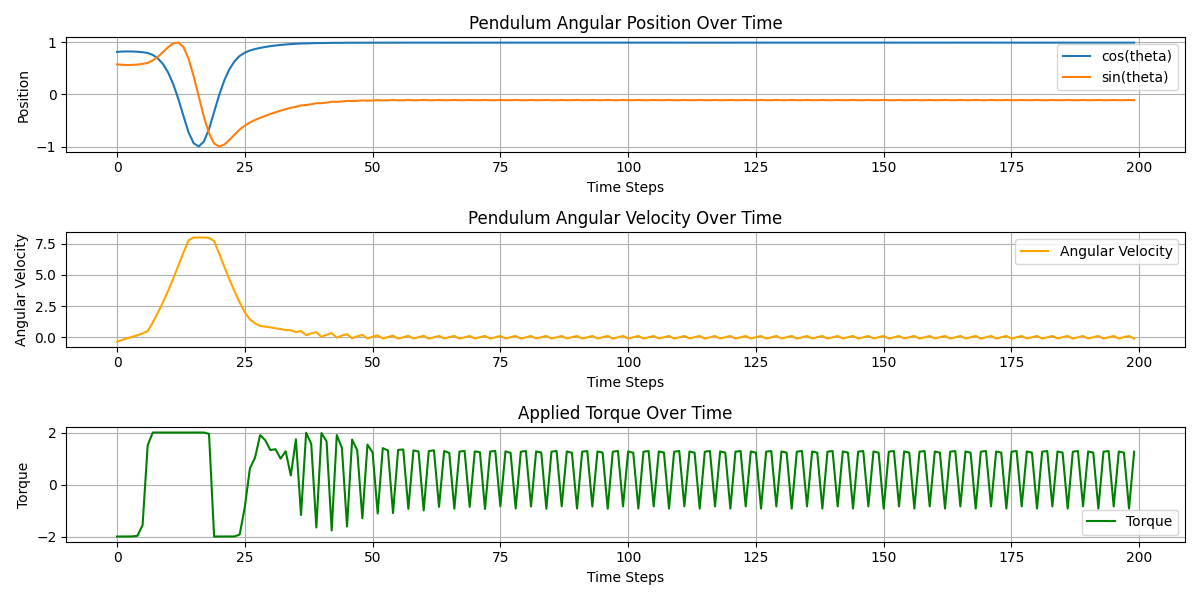 Pendulum Angular Position Over Time
Position
1
0
−1
cos(theta)
sin(theta)
0 25 50 75 100 125 150 175 200
Time Steps
Pendulum Angular Velocity Over Time
Angular Velocity
7.5
5.0
2.5
0.0
Angular Velocity
0 25 50 75 100 125 150 175 200
Time Steps
Applied Torque Over Time
Torque
2
0
−2
Torque
0 25 50 75 100 125 150 175 200
Time Steps